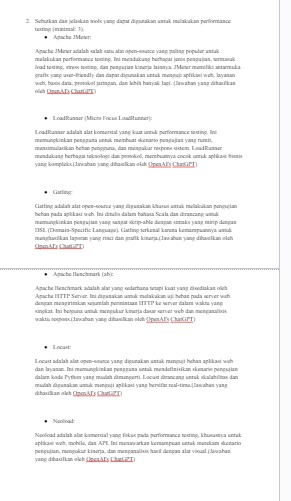 2. Sebutkan dan jelaskan tools yang dapat digunakan untuk melakukan performance
testing (minimal: 3).
• Apache JMeter:
Apache JMeter adalah salah satu alat open-source yang paling populer untuk
melakukan performance testing. Ini mendukung berbagai jenis pengujian, termasuk
load testing, stress testing, dan pengujian kinerja lainnya. JMeter memiliki antarmuka
grafis yang user-friendly dan dapat digunakan untuk menguji aplikasi web, layanan
web, basis data, protokol jaringan, dan lebih banyak lagi. (Jawaban yang dihasilkan
oleh OpenAI's ChatGPT)
• LoadRunner (Micro Focus LoadRunner):
LoadRunner adalah alat komersial yang kuat untuk performance testing. Ini
memungkinkan pengguna untuk membuat skenario pengujian yang rumit,
mensimulasikan beban pengguna, dan mengukur respons sistem. LoadRunner
mendukung berbagai teknologi dan protokol, membuatnya cocok untuk aplikasi bisnis
yang kompleks.(Jawaban yang dihasilkan oleh OpenAI's ChatGPT)
• Gatling:
Gatling adalah alat open-source yang digunakan khusus untuk melakukan pengujian
beban pada aplikasi web. Ini ditulis dalam bahasa Scala dan dirancang untuk
memungkinkan pengujian yang sangat skrip-able dengan sintaks yang mirip dengan
DSL (Domain-Specific Language). Gatling terkenal karena kemampuannya untuk
menghasilkan laporan yang rinci dan grafik kinerja.(Jawaban yang dihasilkan oleh
OpenAI's ChatGPT)
• Apache Benchmark (ab):
Apache Benchmark adalah alat yang sederhana tetapi kuat yang disediakan oleh
Apache HTTP Server. Ini digunakan untuk melakukan uji beban pada server web
dengan mengirimkan sejumlah permintaan HTTP ke server dalam waktu yang
singkat. Ini berguna untuk mengukur kinerja dasar server web dan menganalisis
waktu respons.(Jawaban yang dihasilkan oleh OpenAI's ChatGPT)
• Locust:
Locust adalah alat open-source yang digunakan untuk menguji beban aplikasi web
dan layanan. Ini memungkinkan pengguna untuk mendefinisikan skenario pengujian
dalam kode Python yang mudah dimengerti. Locust dirancang untuk skalabilitas dan
mudah digunakan untuk menguji aplikasi yang bersifat real-time.(Jawaban yang
dihasilkan oleh OpenAI's ChatGPT)
• Neoload:
Neoload adalah alat komersial yang fokus pada performance testing, khususnya untuk
aplikasi web, mobile, dan API. Ini menawarkan kemampuan untuk merekam skenario
pengujian, mengukur kinerja, dan menganalisis hasil dengan alat visual.(Jawaban
yang dihasilkan oleh OpenAI's ChatGPT)